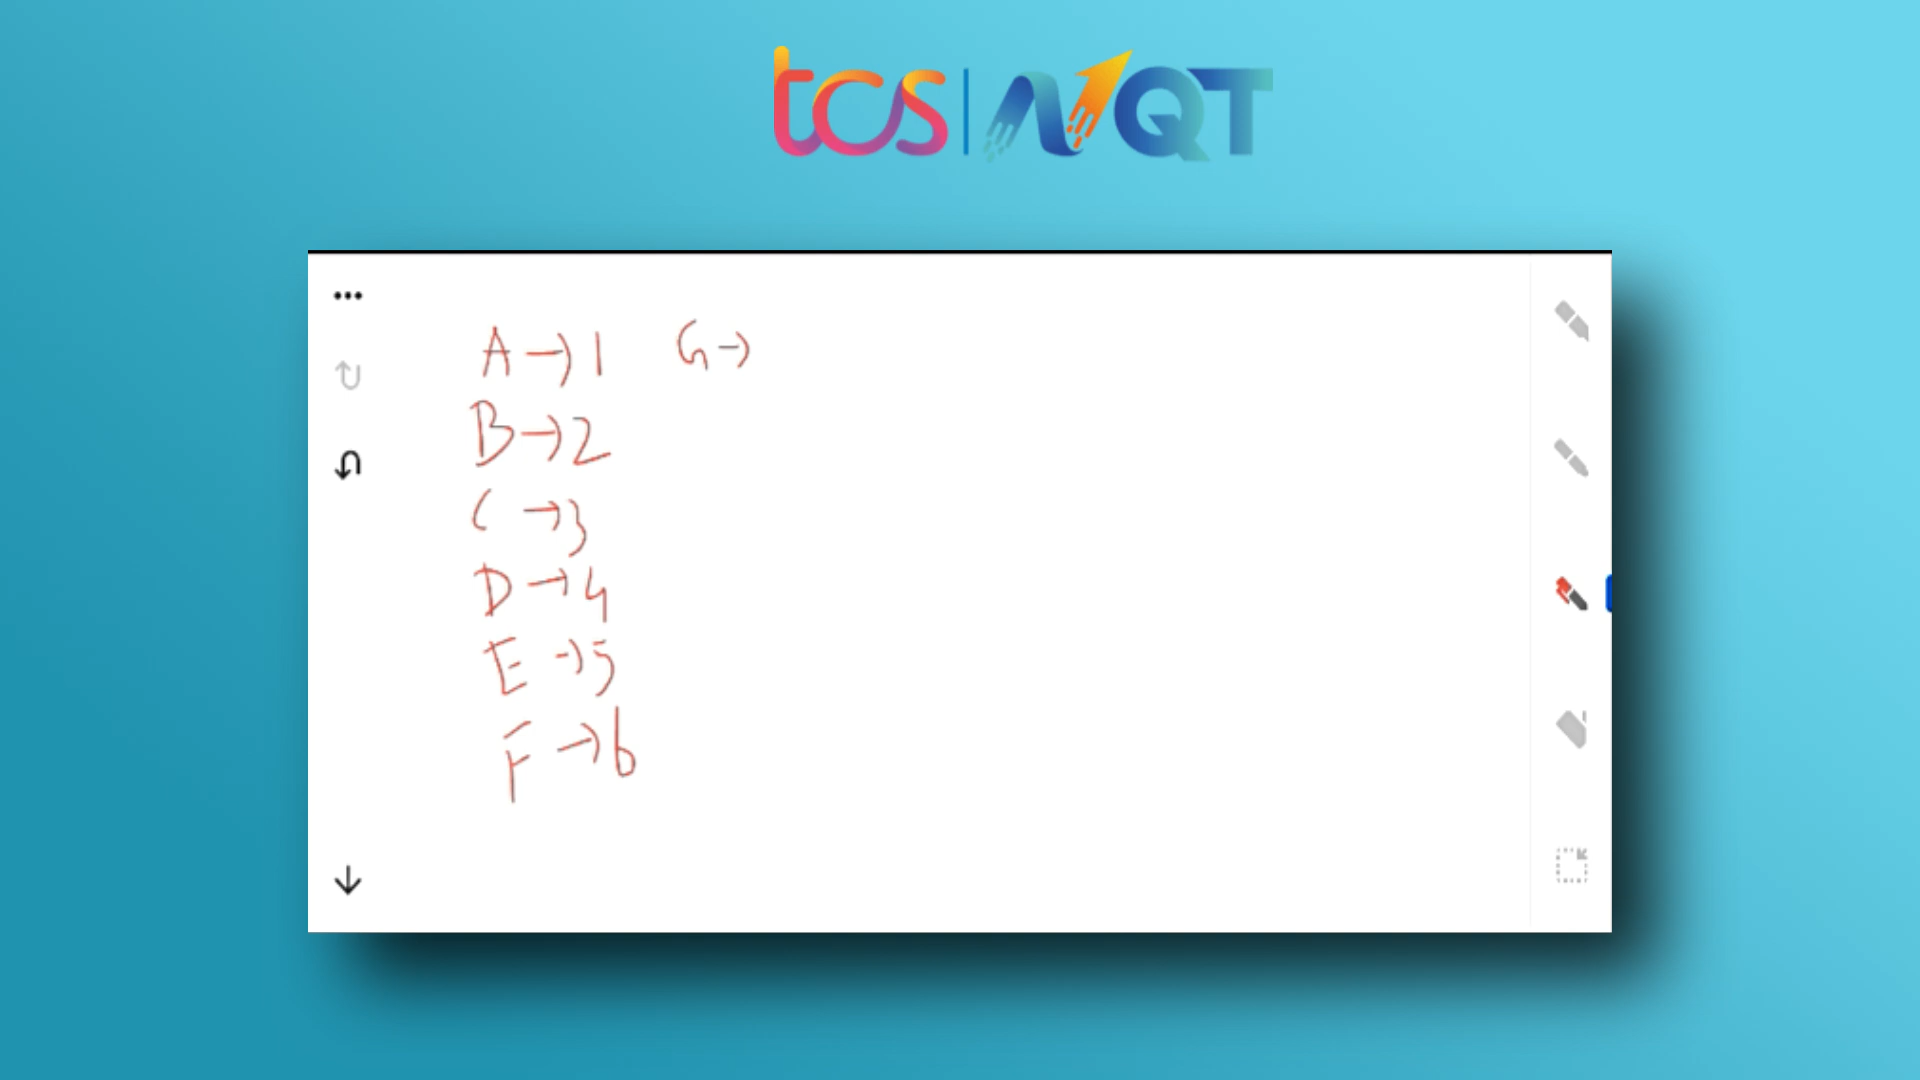 tcs | NQT
A → 1 G →
B → 2
C → 3
D → 4
E → 5
F → 6